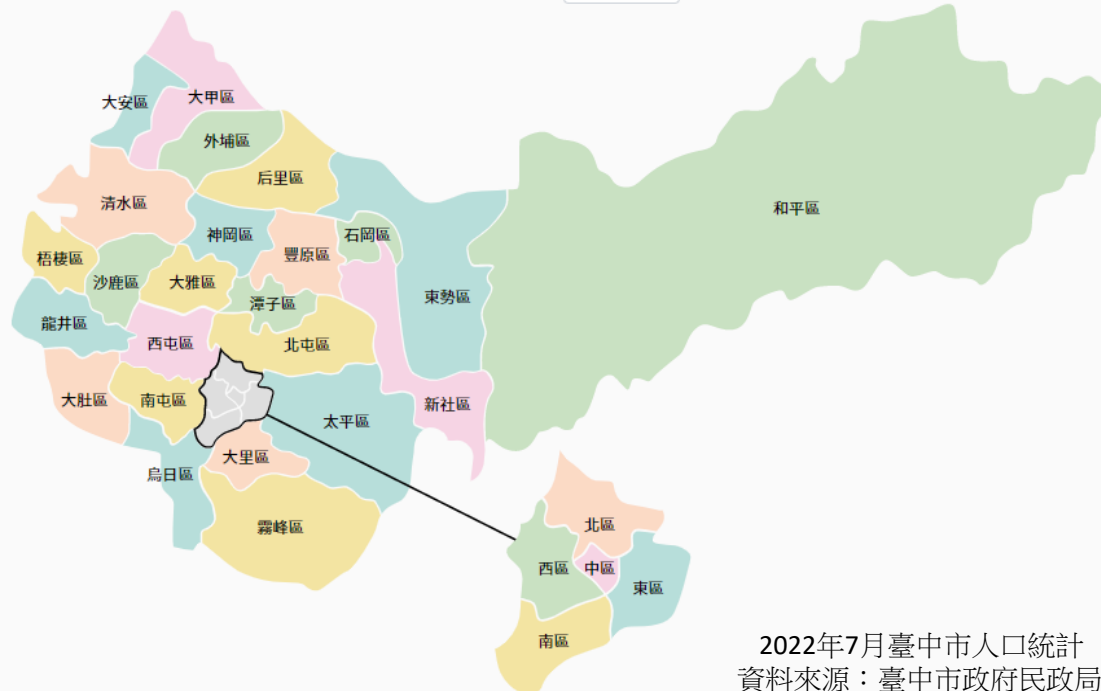 大安區
大甲區
外埔區
后里區
清水區
神岡區
石岡區
豐原區
和平區
梧棲區
沙鹿區
大雅區
潭子區
東勢區
龍井區
西屯區
北屯區
大肚區
南屯區
新社區
太平區
大里區
烏日區
霧峰區
北區
西區
中區
東區
南區
2022年7月臺中市人口統計
資料來源：臺中市政府民政局